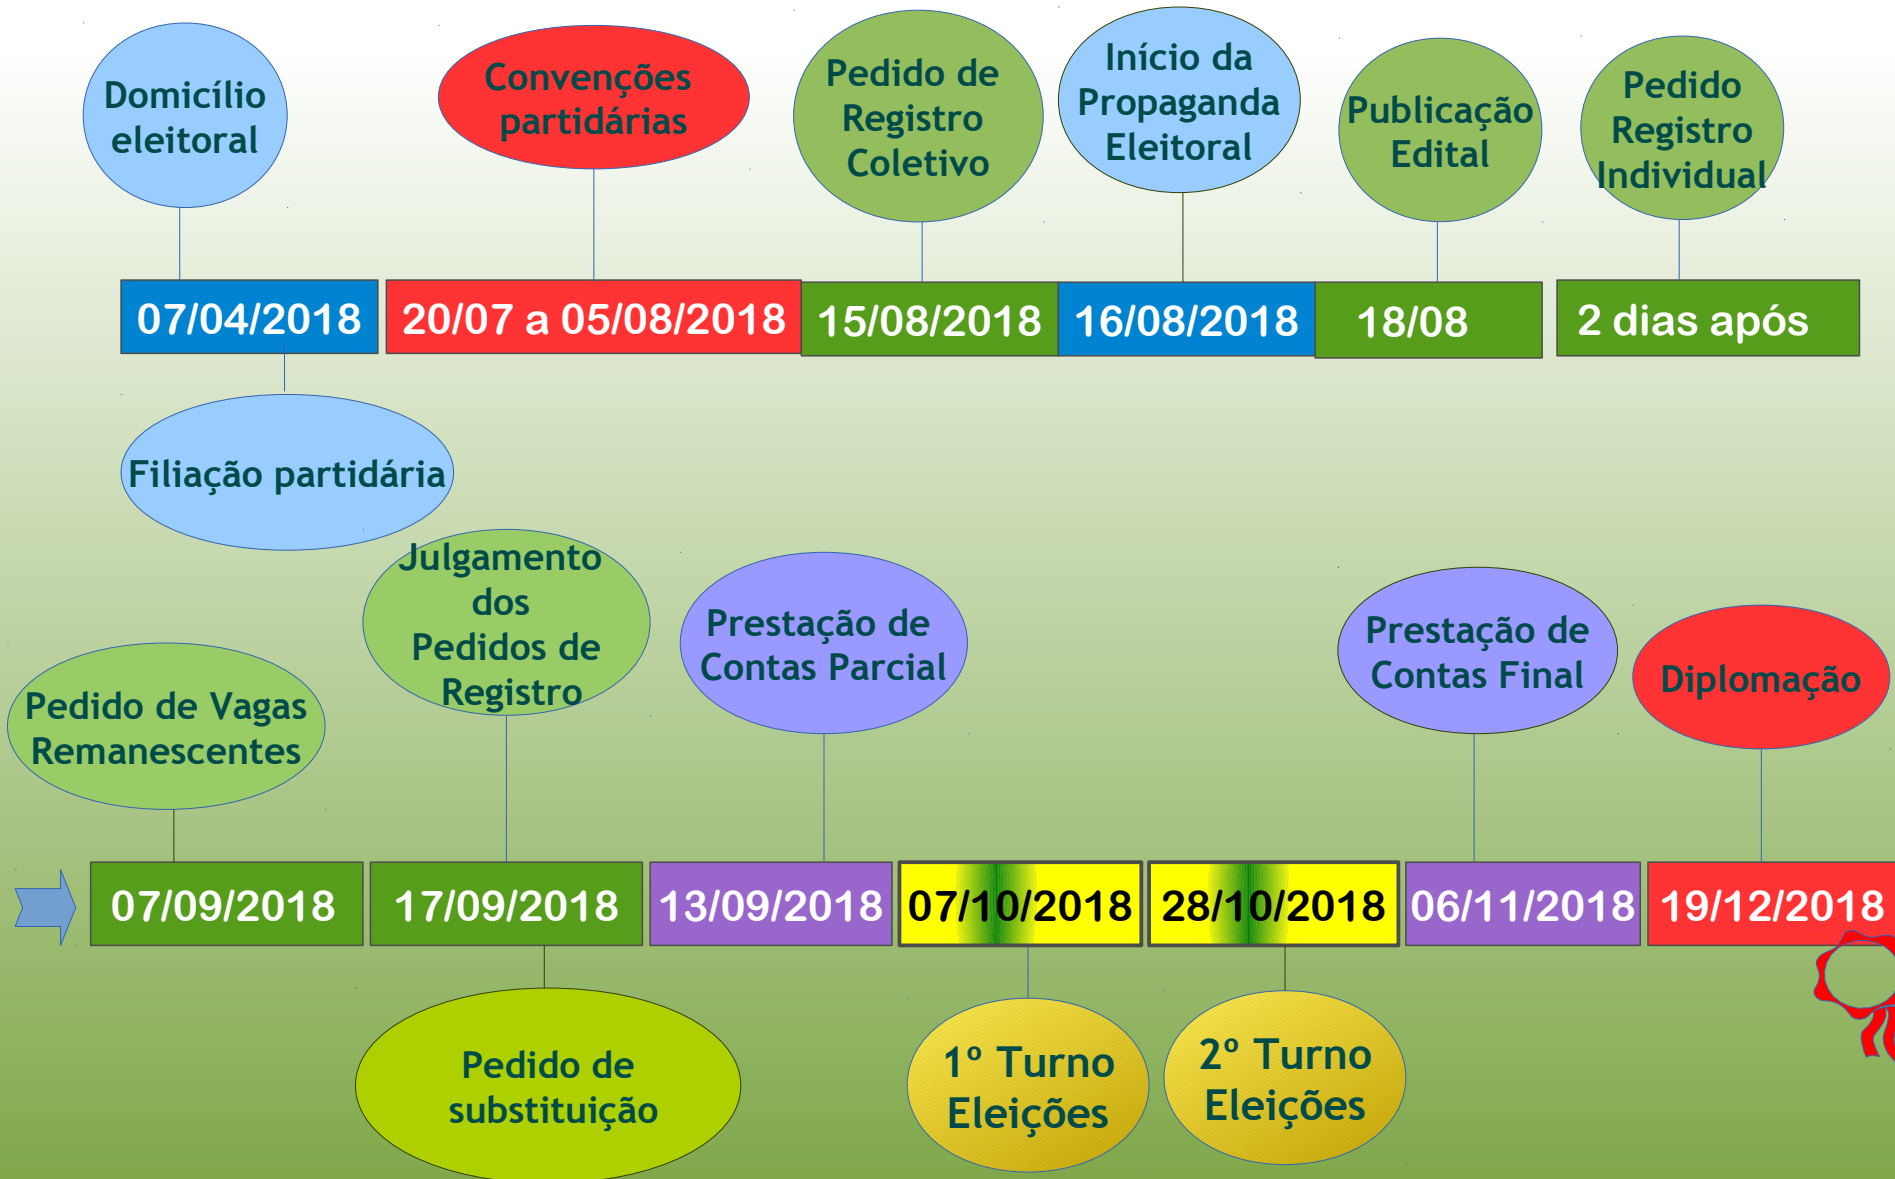 Domicílio
eleitoral
Convenções
partidárias
Pedido de
Registro
Coletivo
Início da
Propaganda
Eleitoral
Publicação
Edital
Pedido
Registro
Individual
07/04/2018
20/07 a 05/08/2018
15/08/2018
16/08/2018
18/08
2 dias após
Filiação partidária
Pedido de Vagas
Remanescentes
Julgamento
dos
Pedidos de
Registro
Prestação de
Contas Parcial
Prestação de
Contas Final
Diplomação
07/09/2018
17/09/2018
13/09/2018
07/10/2018
28/10/2018
06/11/2018
19/12/2018
Pedido de
substituição
1º Turno
Eleições
2º Turno
Eleições